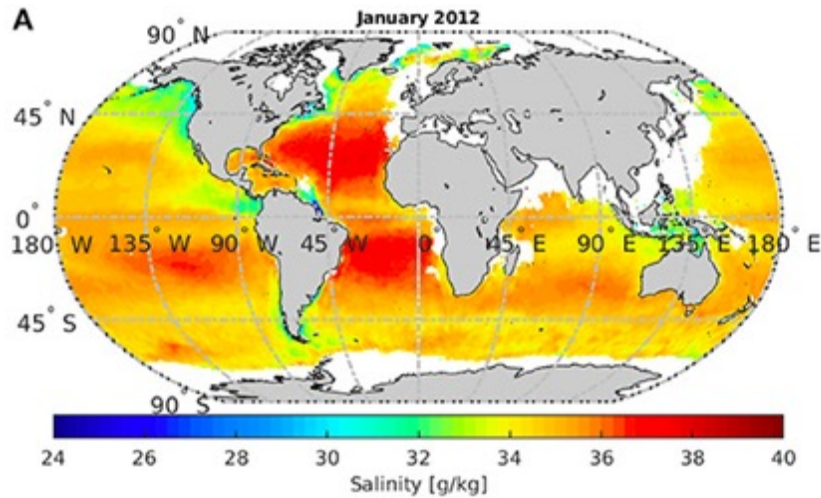 A
January 2012
90° N
45° N
0°
180° W 135° W 90° W 45° W 0° 45° E 90° E 135° E 180° E
45° S
90° S
24 26 28 30 32 34 36 38 40
Salinity [g/kg]